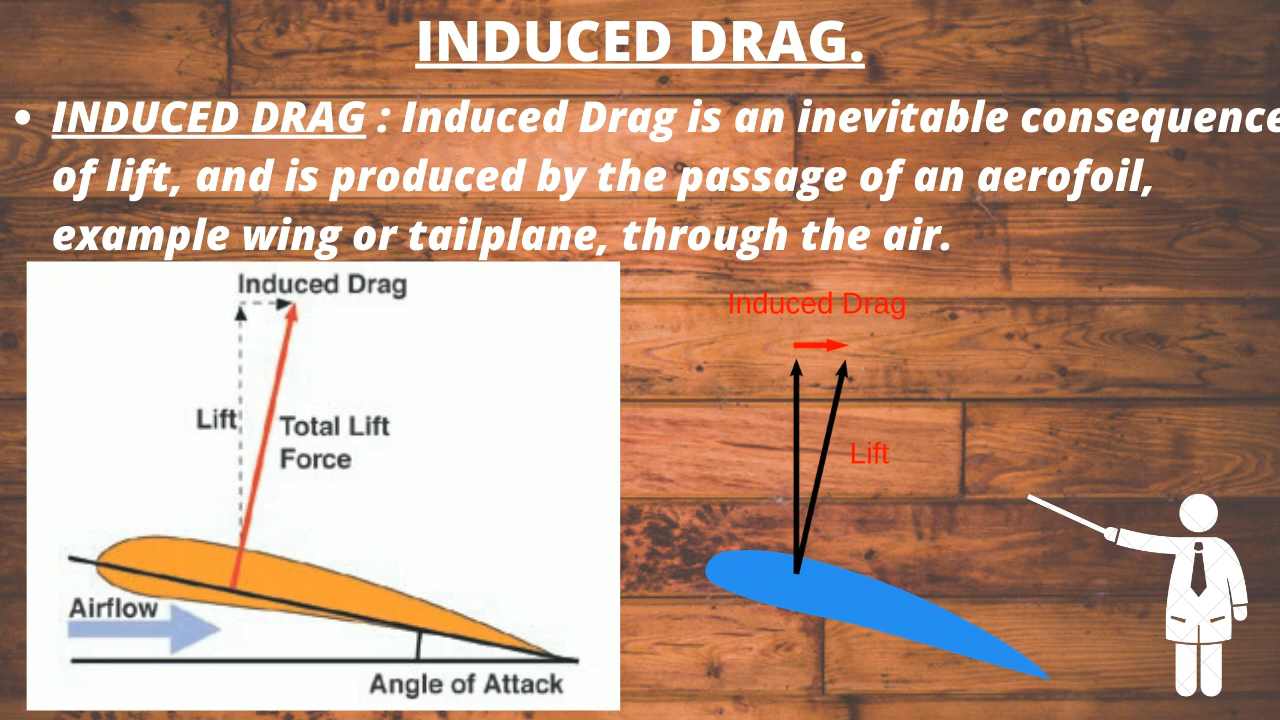 INDUCED DRAG.
• INDUCED DRAG : Induced Drag is an inevitable consequence
of lift, and is produced by the passage of an aerofoil,
example wing or tailplane, through the air.
Induced Drag
Lift
Total Lift
Force
Airflow
Angle of Attack
Induced Drag
Lift